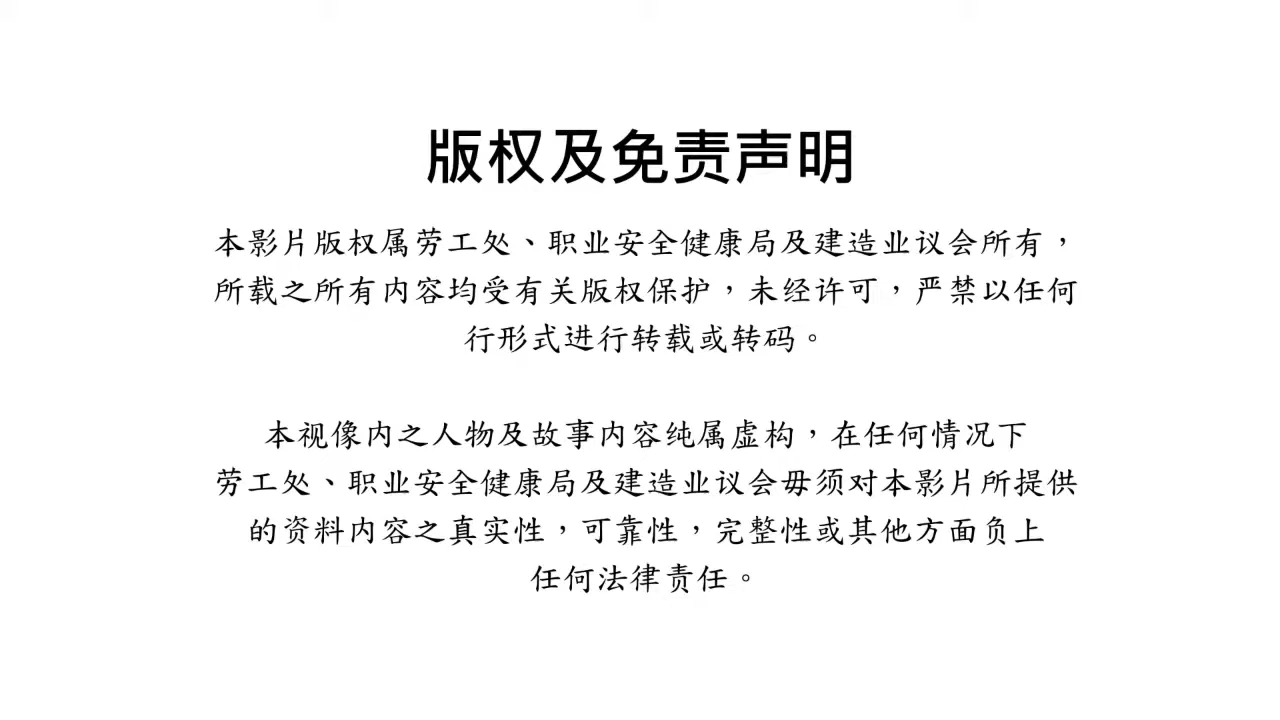 版权及免责声明
本影片版权属劳工处、职业安全健康局及建造业议会所有，
所载之所有内容均受有关版权保护，未经许可，严禁以任何
行形式进行转载或转码。
本视像内之人物及故事内容纯属虚构，在任何情况下
劳工处、职业安全健康局及建造业议会毋须对本影片所提供
的资料内容之真实性，可靠性，完整性或其他方面负上
任何法律责任。